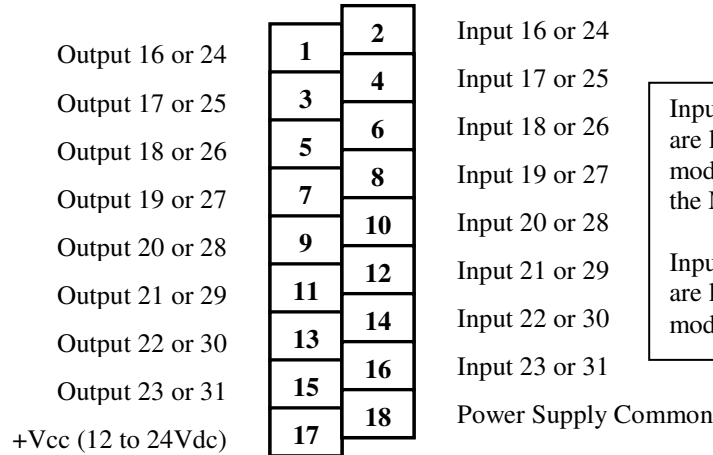 2 Input 16 or 24
Output 16 or 24 1
4 Input 17 or 25
Output 17 or 25 3
6 Input 18 or 26
Output 18 or 26 5
8 Input 19 or 27
Output 19 or 27 7
10 Input 20 or 28
Output 20 or 28 9
12 Input 21 or 29
Output 21 or 29 11
14 Input 22 or 30
Output 22 or 30 13
16 Input 23 or 31
Output 23 or 31 15
18 Power Supply Common
+Vcc (12 to 24Vdc) 17
are
the
are